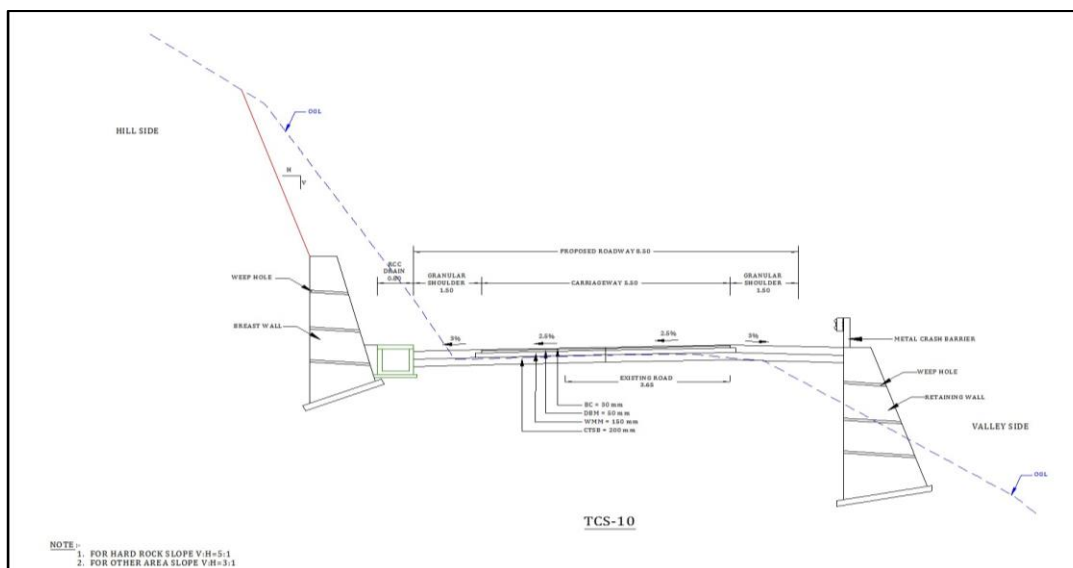 OGL
HILL SIDE
H
V
PROPOSED ROADWAY 8.50
RCC
DRAIN
GRANULAR
SHOULDER
1.50
CARRIAGEWAY 5.50
GRANULAR
SHOULDER
1.50
WEEP HOLE
BREAST WALL
3%
2.5%
2.5%
3%
METAL CRASH BARRIER
EXISTING ROAD
3.65
WEEP HOLE
RETAINING WALL
BC = 30 mm
DBM = 50 mm
WMM = 150 mm
CTSB = 200 mm
VALLEY SIDE
OGL
TCS-10
NOTE :-
1. FOR HARD ROCK SLOPE V:H=5:1
2. FOR OTHER AREA SLOPE V:H=3:1